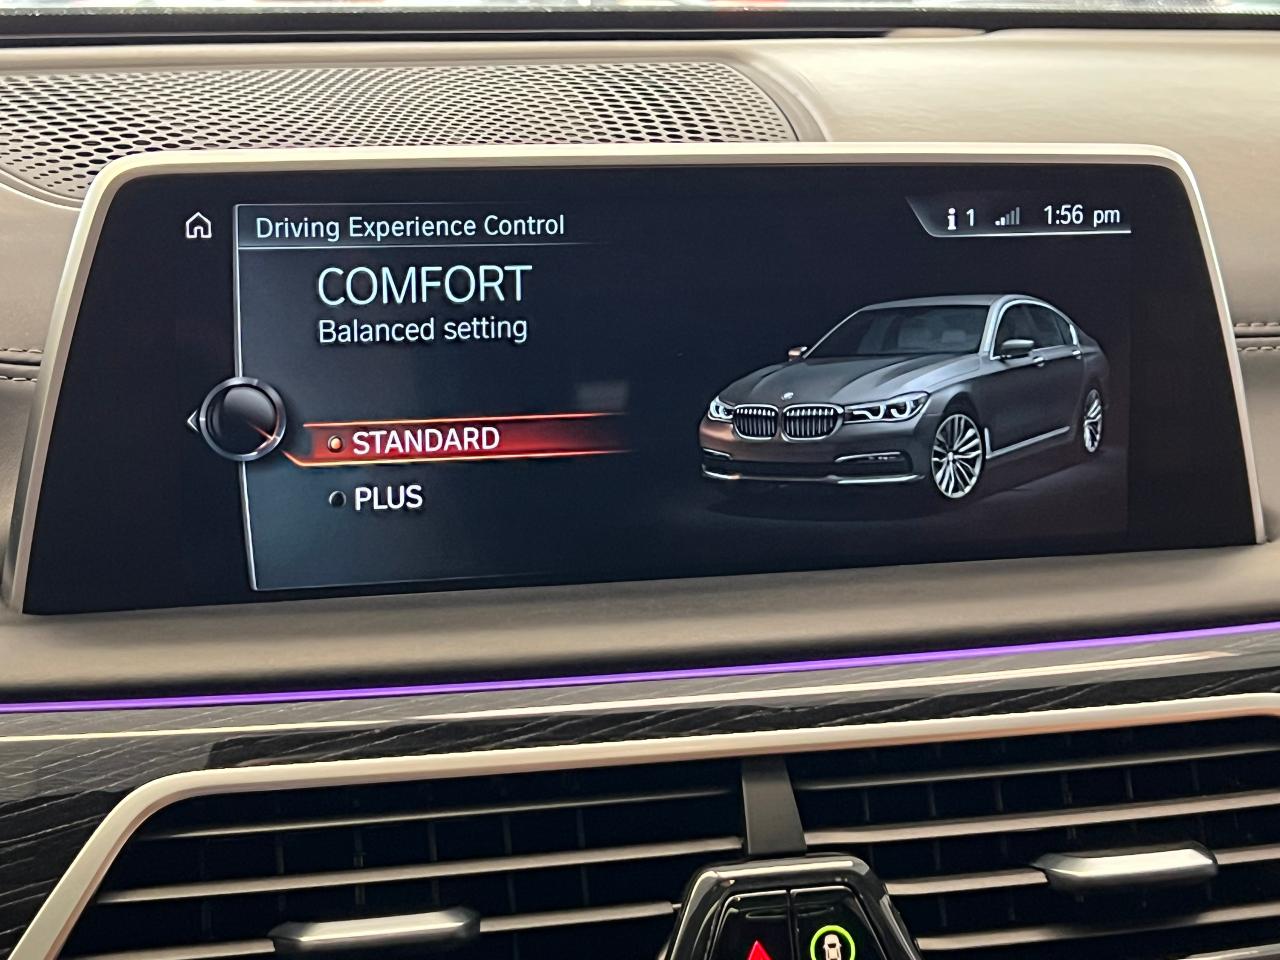 Driving Experience Control
1
1:56 pm
COMFORT
Balanced setting
STANDARD
PLUS